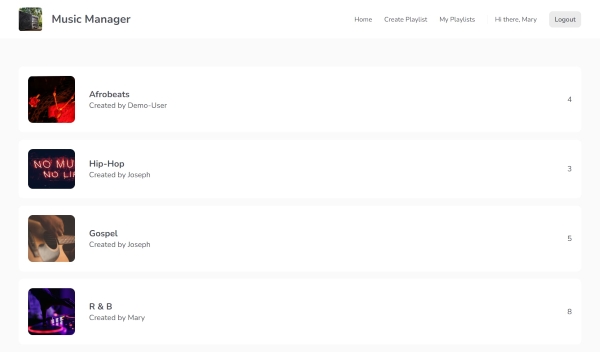 Music Manager
Home
Create Playlist
My Playlists
Hi there, Mary
Logout
Afrobeats
Created by Demo-User
4
NO MU
NO LIF
Hip-Hop
Created by Joseph
3
Gospel
Created by Joseph
5
R & B
Created by Mary
8